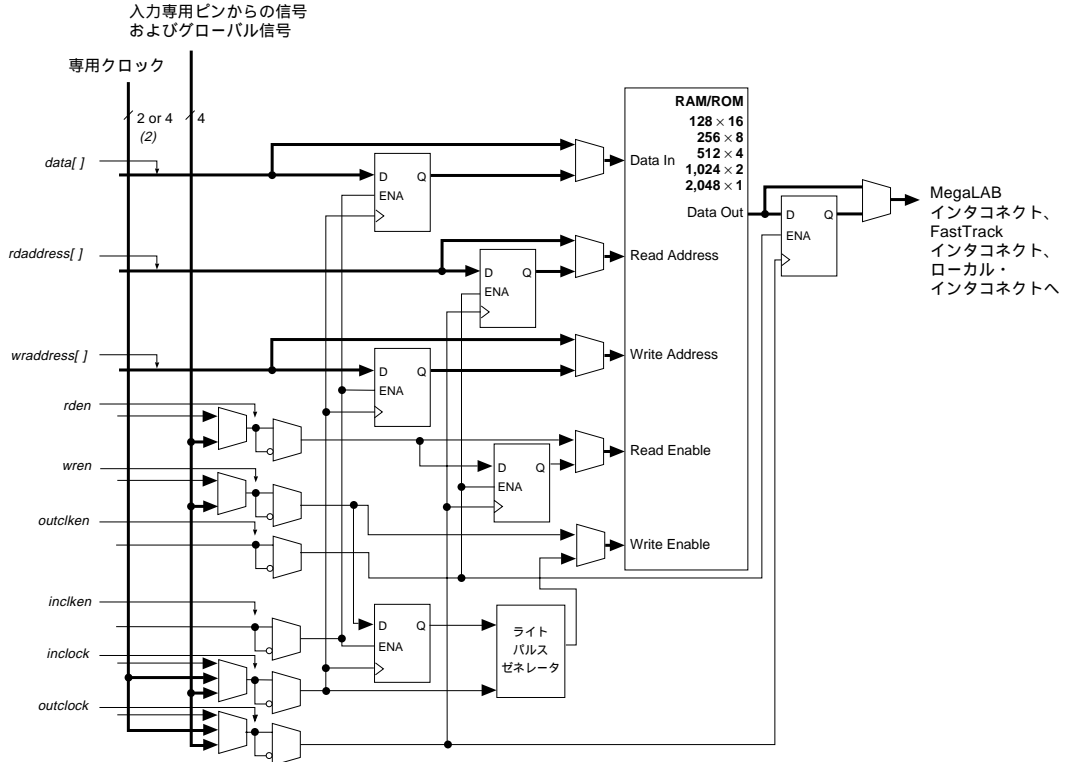 入力専用ピンからの信号
およびグローバル信号
専用クロック
2 or 4
(2)
4
RAM/ROM
128 × 16
256 × 8
512 × 4
1,024 × 2
2,048 × 1
data[ ]
D
Q
ENA
Data In
Data Out
D
Q
ENA
MegaLAB
インタコネクト、
FastTrack
インタコネクト、
ローカル・
インタコネクトへ
rdaddress[ ]
D
Q
ENA
Read Address
wraddress[ ]
D
Q
ENA
Write Address
rden
D
Q
ENA
Read Enable
wren
outclken
Write Enable
inclken
D
Q
ENA
ライト
パルス
ゼネレータ
inclock
outclock